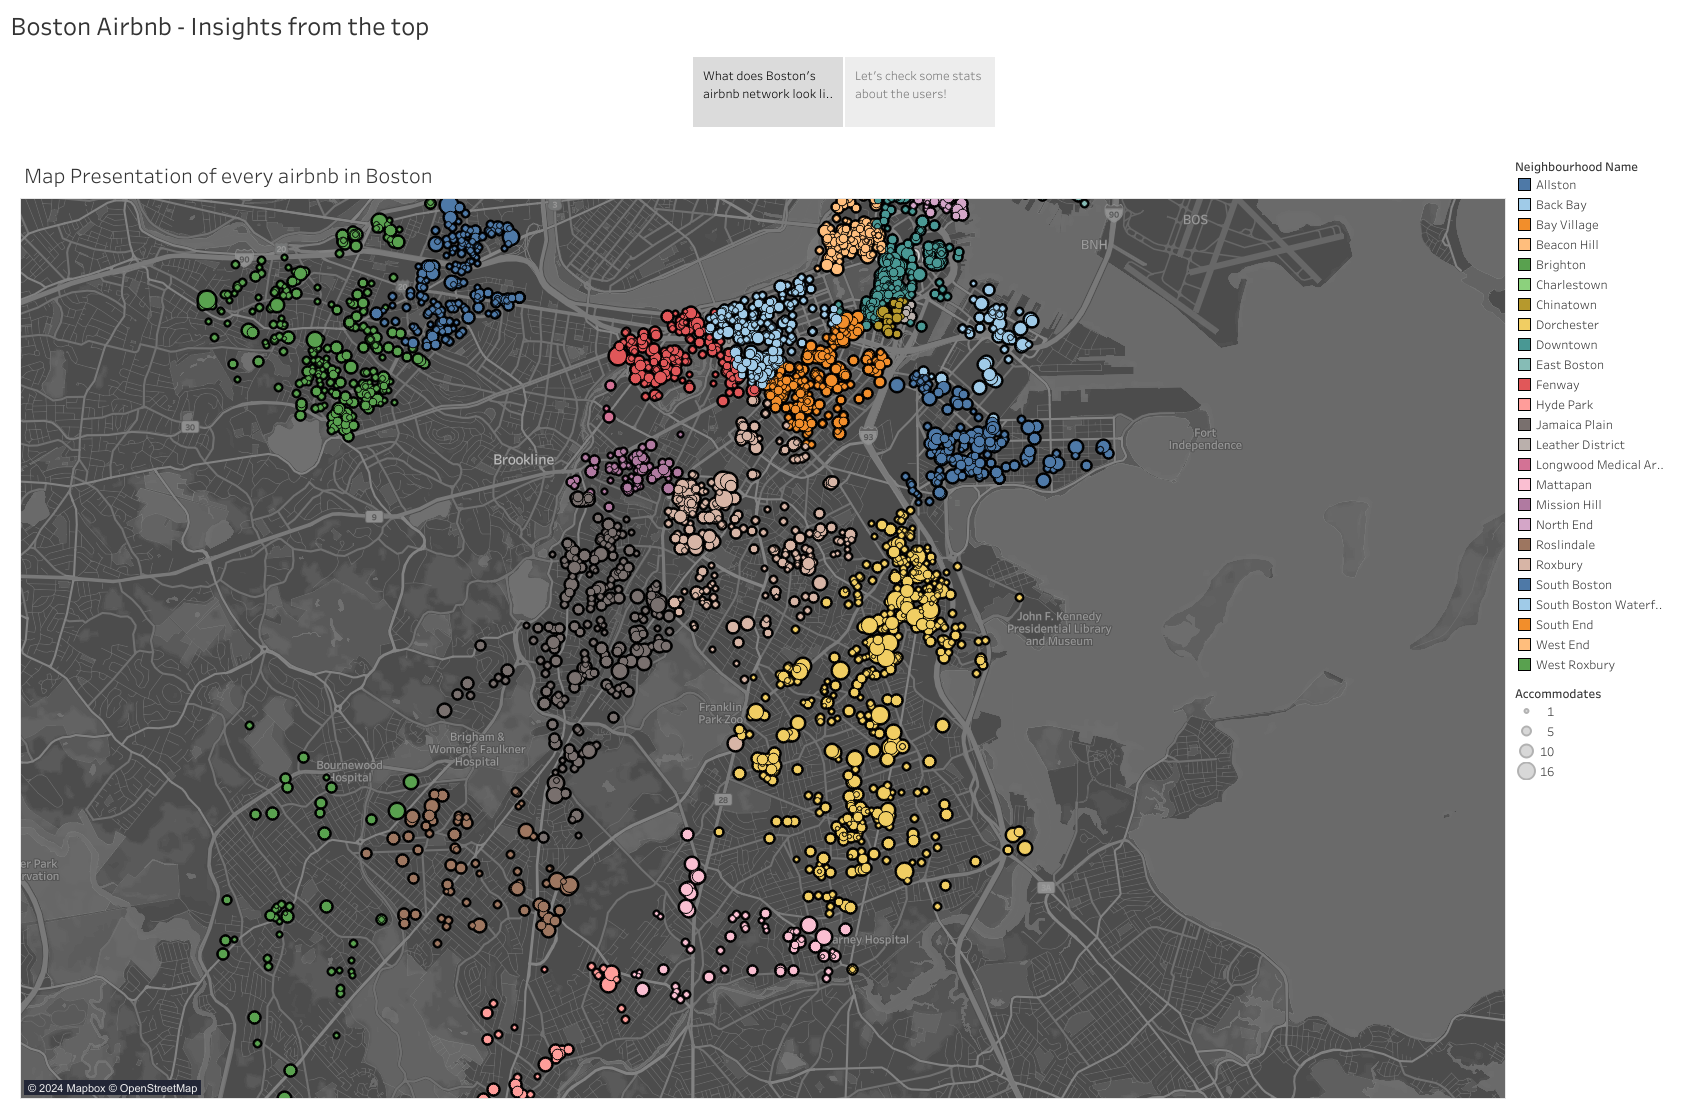 Boston Airbnb - Insights from the top
What does Boston's
airbnb network look li..
Let's check some stats
about the users!
Map Presentation of every airbnb in Boston
Neighbourhood Name
Allston
Back Bay
Bay Village
Beacon Hill
Brighton
Charlestown
Chinatown
Dorchester
Downtown
East Boston
Fenway
Hyde Park
Jamaica Plain
Leather District
Longwood Medical Ar..
Mattapan
Mission Hill
North End
Roslindale
Roxbury
South Boston
South Boston Waterf..
South End
West End
West Roxbury
Accommodates
1
5
10
16
3
90
BOS
BNH
20
90
30
93
Fort
Independence
Brookline
9
John F. Kennedy
Presidential Library
and Museum
Franklin
Park Zoo
Brigham &
Women's Faulkner
Hospital
Bournewood
Hospital
28
er Park
rvation
arney Hospital
© 2024 Mapbox © OpenStreetMap